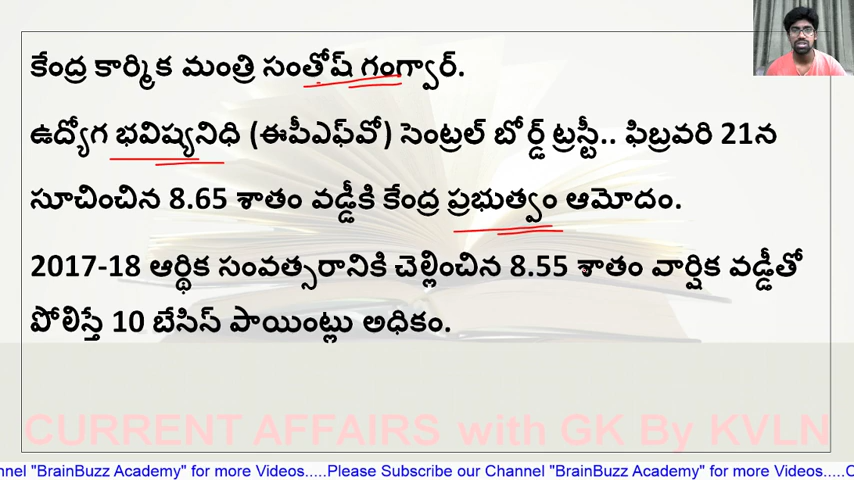 కేంద్ర కార్మిక మంత్రి సంతోష్ గంగ్వార్.
ఉద్యోగ భవిష్యనిధి (ఈపీఎఫ్‌వో) సెంట్రల్ బోర్డ్ ట్రస్టీ.. ఫిబ్రవరి 21న
సూచించిన 8.65 శాతం వడ్డీకి కేంద్ర ప్రభుత్వం ఆమోదం.
2017-18 ఆర్థిక సంవత్సరానికి చెల్లించిన 8.55 శాతం వార్షిక వడ్డీతో
పోలిస్తే 10 బేసిస్ పాయింట్లు అధికం.
CURRENT AFFAIRS with GK By KVLN
nnel "BrainBuzz Academy" for more Videos.....Please Subscribe our Channel "BrainBuzz Academy" for more Videos.....C